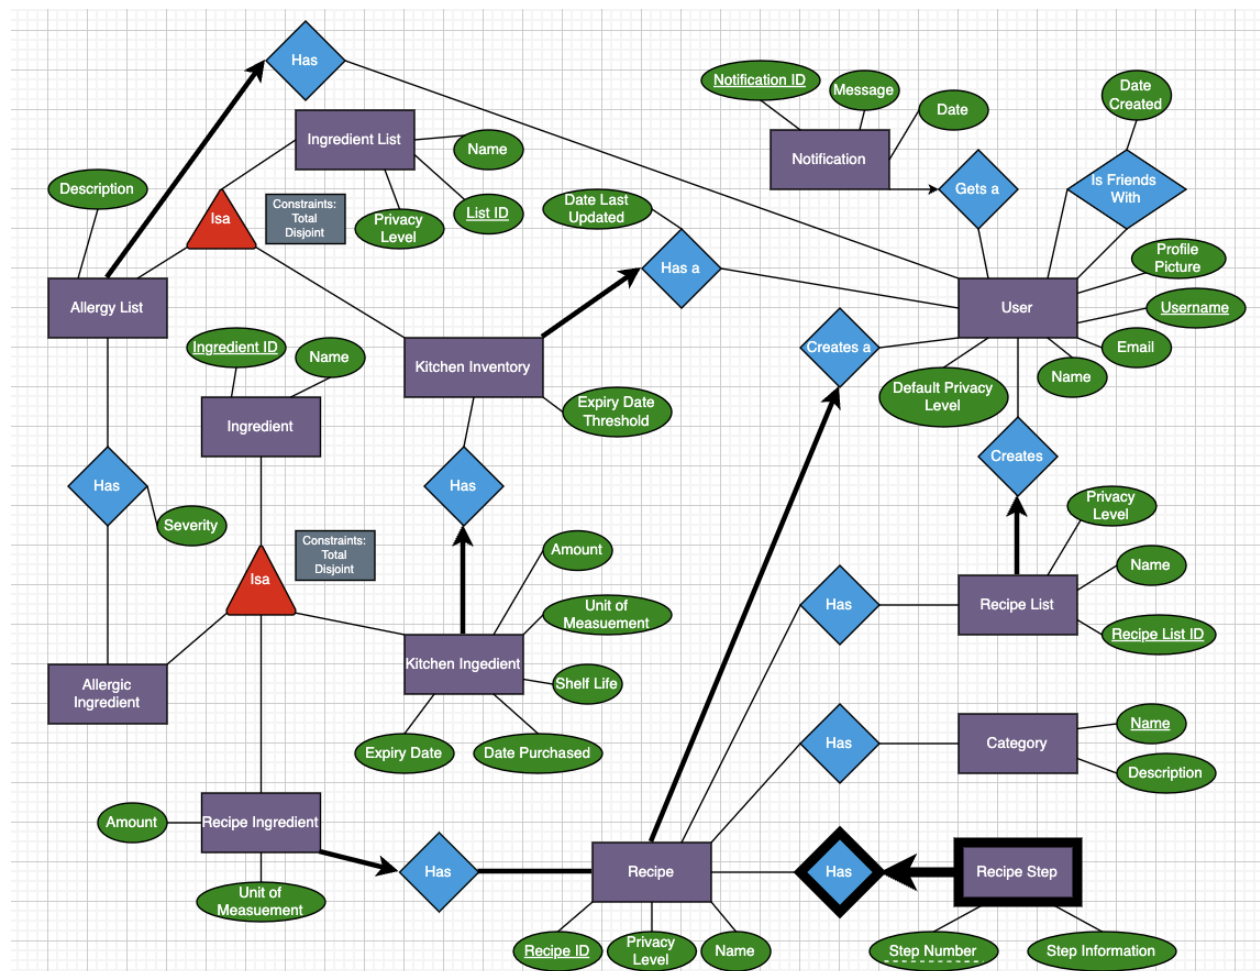 Has
Notification ID
Message
Date
Created
Date
Ingredient List
Name
Notification
Description
Gets a
Is Friends
With
Isa
Constraints:
Total
Disjoint
Privacy
Level
List ID
Date Last
Updated
Profile
Picture
Has a
Allergy List
User
Username
Ingredient ID
Name
Creates a
Email
Kitchen Inventory
Default Privacy
Level
Name
Expiry Date
Threshold
Ingredient
Creates
Has
Has
Privacy
Level
Severity
Constraints:
Total
Disjoint
Amount
Isa
Name
Has
Recipe List
Unit of
Measuement
Recipe List ID
Kitchen Ingedient
Allergic
Ingredient
Shelf Life
Name
Expiry Date
Date Purchased
Has
Category
Description
Amount
Recipe Ingredient
Has
Recipe
Has
Recipe Step
Unit of
Measuement
Recipe ID
Privacy
Level
Name
Step Number
Step Information